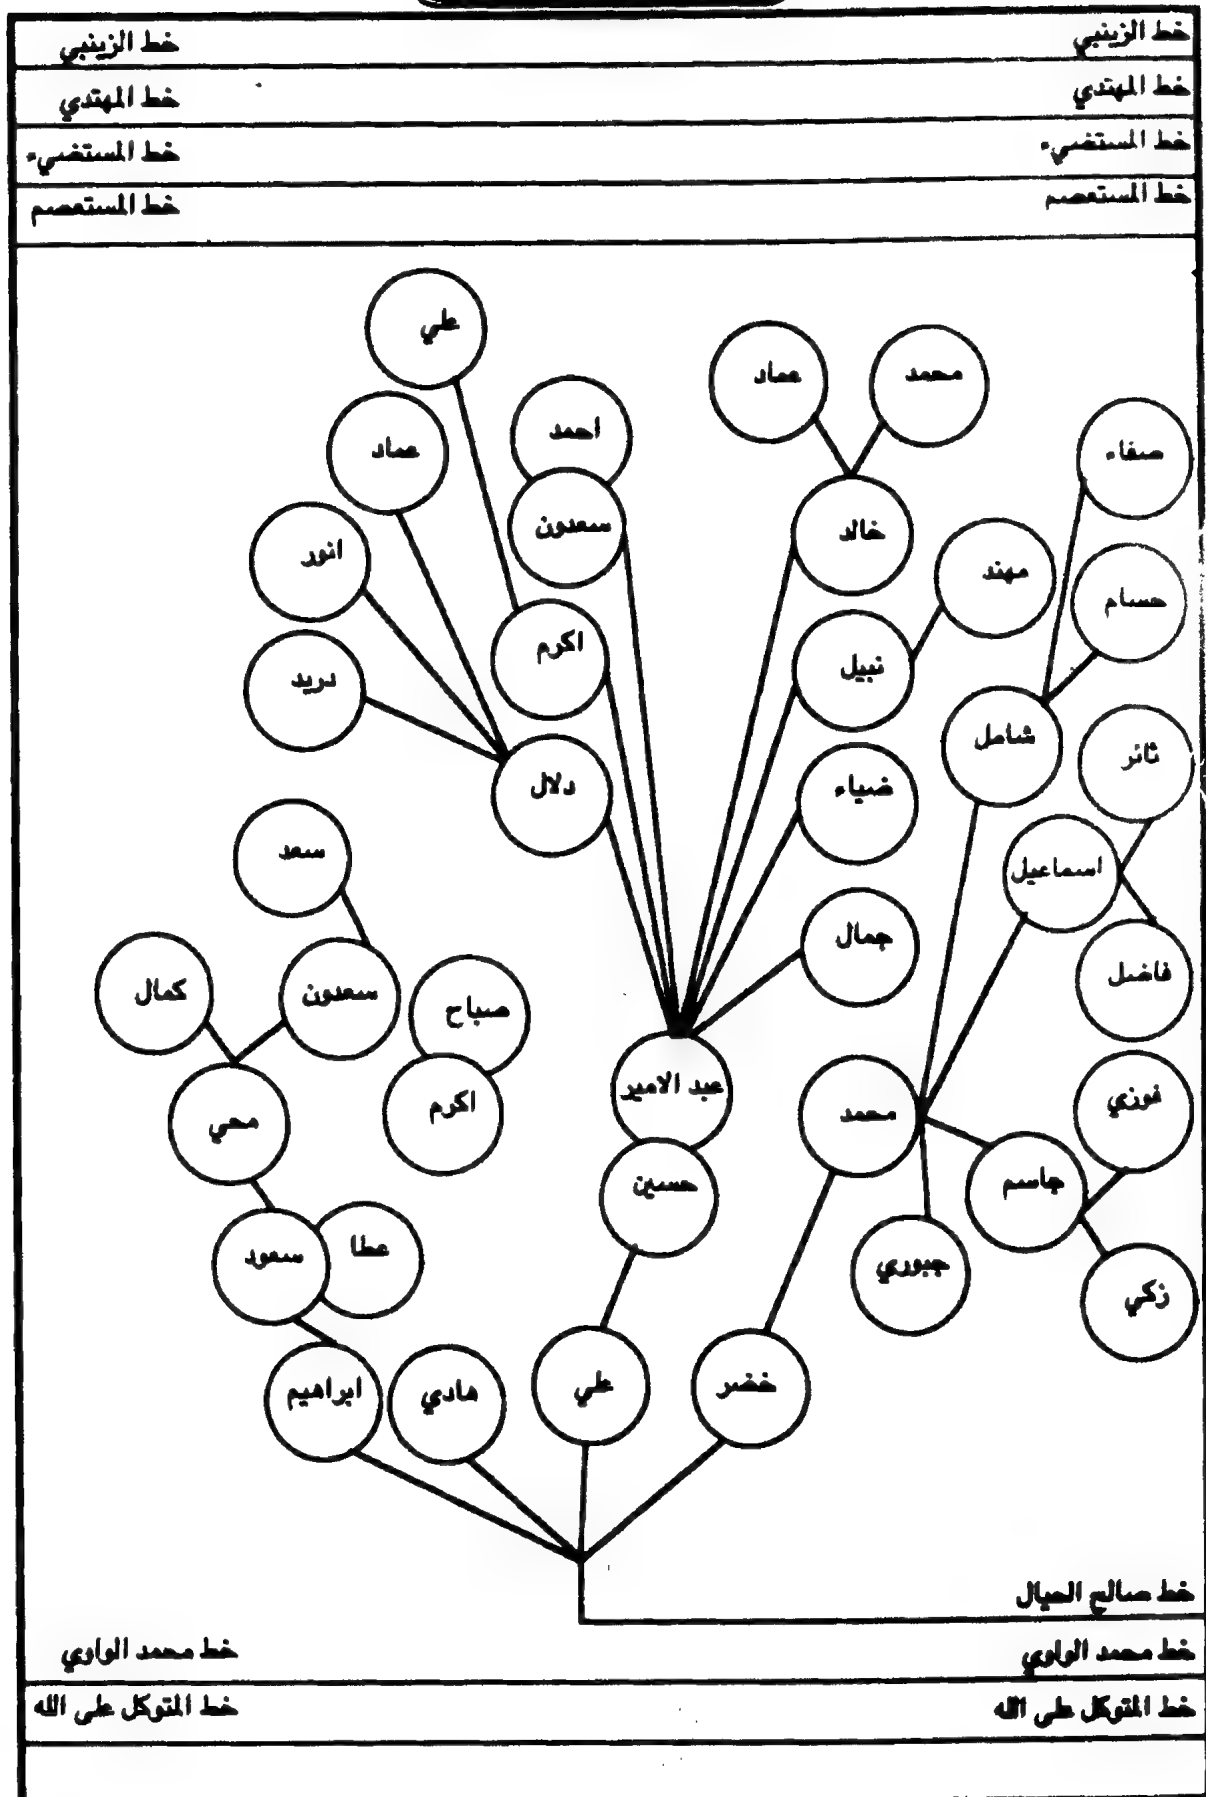 خط الزينبي
خط الزينبي
خط المهتدي
خط المهتدي
خط المستضيء
خط المستضيء
خط المستعصم
خط المستعصم
علي
محمد
عماد
احمد
عماد
صفاء
خالد
سعدون
انور
مهند
حسام
نبيل
اكرم
دريد
شامل
ثائر
ضياء
دلال
اسماعيل
سعد
جمال
فاضل
صباح
سعدون
كمال
عبد الامير
فوزي
محمد
اكرم
محي
جاسم
حسين
عطا
سعود
جبوري
زكي
خضر
علي
هادي
ابراهيم
خط صالح الحيال
خط محمد الواوي
خط محمد الواوي
خط المتوكل على الله
خط المتوكل على الله